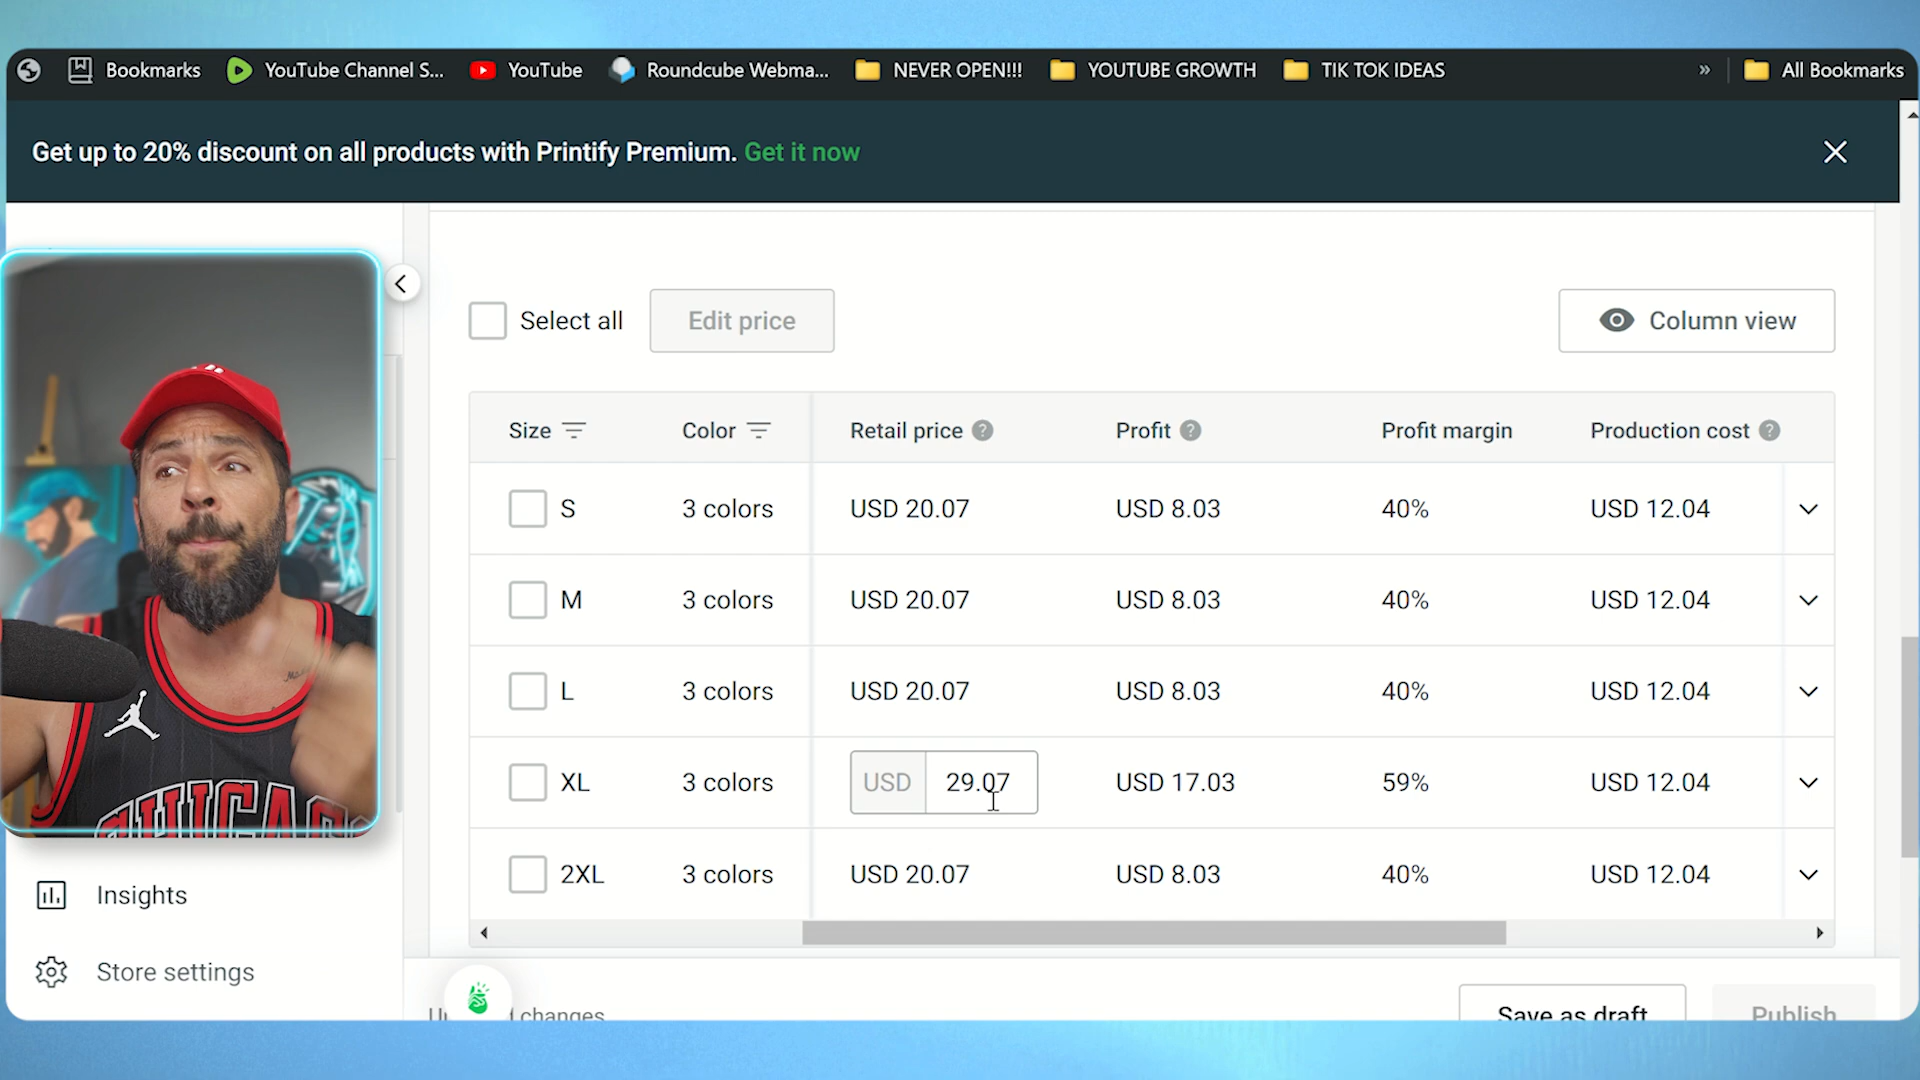 Bookmarks YouTube Channel S... YouTube Roundcube Webma... NEVER OPEN!!! YOUTUBE GROWTH TIK TOK IDEAS » All Bookmarks
Get up to 20% discount on all products with Printify Premium. Get it now
Select all Edit price Column view
Size Color Retail price ? Profit ? Profit margin Production cost ?
S 3 colors USD 20.07 USD 8.03 40% USD 12.04
M 3 colors USD 20.07 USD 8.03 40% USD 12.04
L 3 colors USD 20.07 USD 8.03 40% USD 12.04
XL 3 colors USD 29.07 USD 17.03 59% USD 12.04
2XL 3 colors USD 20.07 USD 8.03 40% USD 12.04
CHICAGO
Insights
Store settings
changes Save as draft Publish